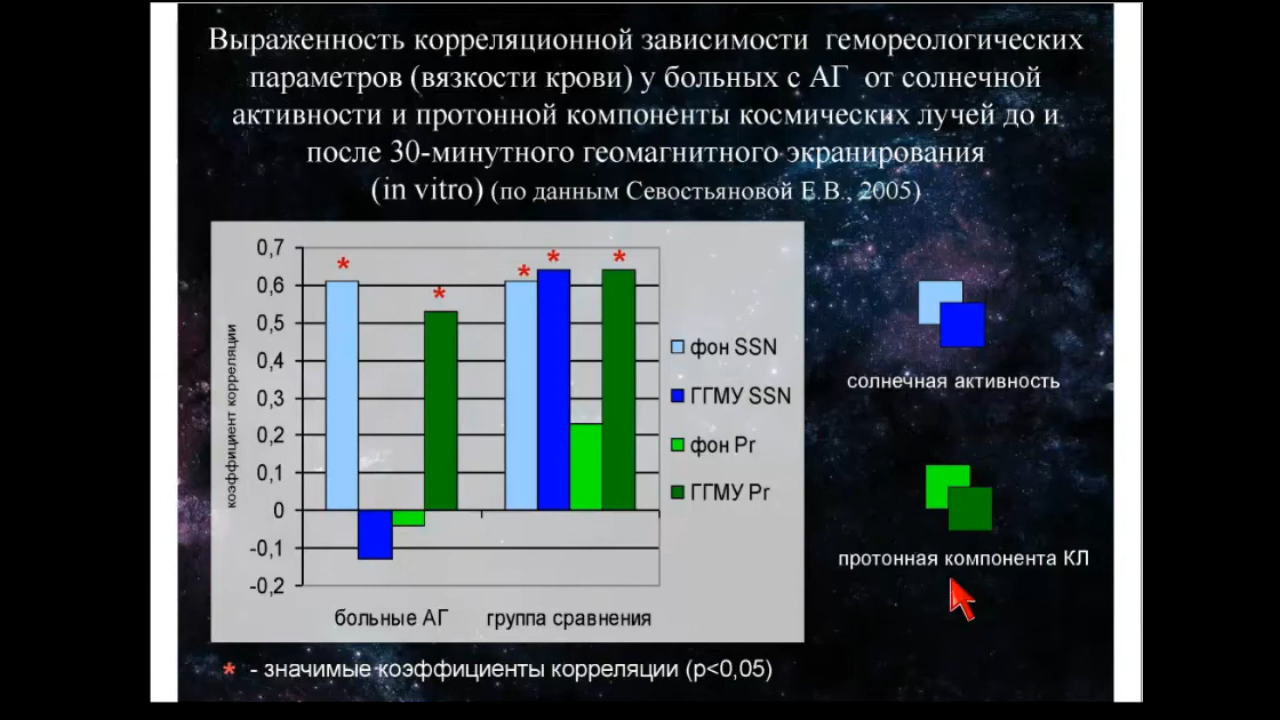 Выраженность корреляционной зависимости гемореологических
параметров (вязкости крови) у больных с АГ от солнечной
активности и протонной компоненты космических лучей до и
после 30-минутного геомагнитного экранирования
(in vitro) (по данным Севостьяновой Е.В., 2005)
коэффициент корреляции
0,7
0,6
0,5
0,4
0,3
0,2
0,1
0
-0,1
-0,2
* * * * *
больные АГ группа сравнения
фон SSN
ГГМУ SSN
фон Pr
ГГМУ Pr
солнечная активность
протонная компонента КЛ
* - значимые коэффициенты корреляции (p<0,05)